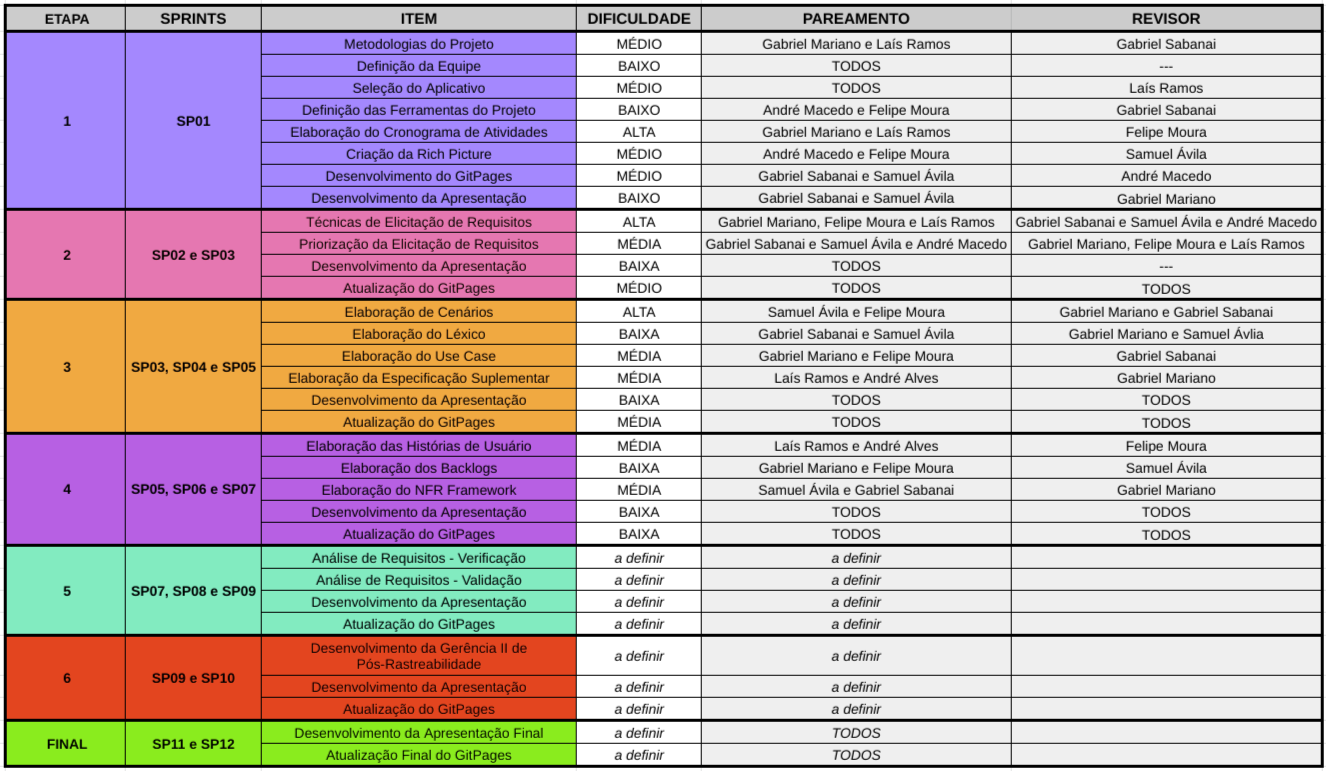 ETAPA SPRINTS ITEM DIFICULDADE PAREAMENTO REVISOR
Metodologias do Projeto MÉDIO Gabriel Mariano e Laís Ramos Gabriel Sabanai
Definição da Equipe BAIXO TODOS ---
Seleção do Aplicativo MÉDIO TODOS Laís Ramos
Definição das Ferramentas do Projeto BAIXO André Macedo e Felipe Moura Gabriel Sabanai
1 SP01 Elaboração do Cronograma de Atividades ALTA Gabriel Mariano e Laís Ramos Felipe Moura
Criação da Rich Picture MÉDIO André Macedo e Felipe Moura Samuel Ávila
Desenvolvimento do GitPages MÉDIO Gabriel Sabanai e Samuel Ávila André Macedo
Desenvolvimento da Apresentação BAIXO Gabriel Sabanai e Samuel Ávila Gabriel Mariano
Técnicas de Elicitação de Requisitos ALTA Gabriel Mariano, Felipe Moura e Laís Ramos Gabriel Sabanai e Samuel Ávila e André Macedo
Priorização da Elicitação de Requisitos MÉDIA Gabriel Sabanai e Samuel Ávila e André Macedo Gabriel Mariano, Felipe Moura e Laís Ramos
2 SP02 e SP03 Desenvolvimento da Apresentação BAIXA TODOS ---
Atualização do GitPages MÉDIO TODOS TODOS
Elaboração de Cenários ALTA Samuel Ávila e Felipe Moura Gabriel Mariano e Gabriel Sabanai
Elaboração do Léxico BAIXA Gabriel Sabanai e Samuel Ávila Gabriel Mariano e Samuel Ávlia
Elaboração do Use Case MÉDIA Gabriel Mariano e Felipe Moura Gabriel Sabanai
3 SP03, SP04 e SP05 Elaboração da Especificação Suplementar MÉDIA Laís Ramos e André Alves Gabriel Mariano
Desenvolvimento da Apresentação BAIXA TODOS TODOS
Atualização do GitPages MÉDIA TODOS TODOS
Elaboração das Histórias de Usuário MÉDIA Laís Ramos e André Alves Felipe Moura
Elaboração dos Backlogs BAIXA Gabriel Mariano e Felipe Moura Samuel Ávila
4 SP05, SP06 e SP07 Elaboração do NFR Framework MÉDIA Samuel Ávila e Gabriel Sabanai Gabriel Mariano
Desenvolvimento da Apresentação BAIXA TODOS TODOS
Atualização do GitPages BAIXA TODOS TODOS
Análise de Requisitos - Verificação a definir a definir
Análise de Requisitos - Validação a definir a definir
5 SP07, SP08 e SP09 Desenvolvimento da Apresentação a definir a definir
Atualização do GitPages a definir a definir
Desenvolvimento da Gerência II de
Pós-Rastreabilidade a definir a definir
6 SP09 e SP10 Desenvolvimento da Apresentação a definir a definir
Atualização do GitPages a definir a definir
FINAL SP11 e SP12 Desenvolvimento da Apresentação Final a definir TODOS
Atualização Final do GitPages a definir TODOS